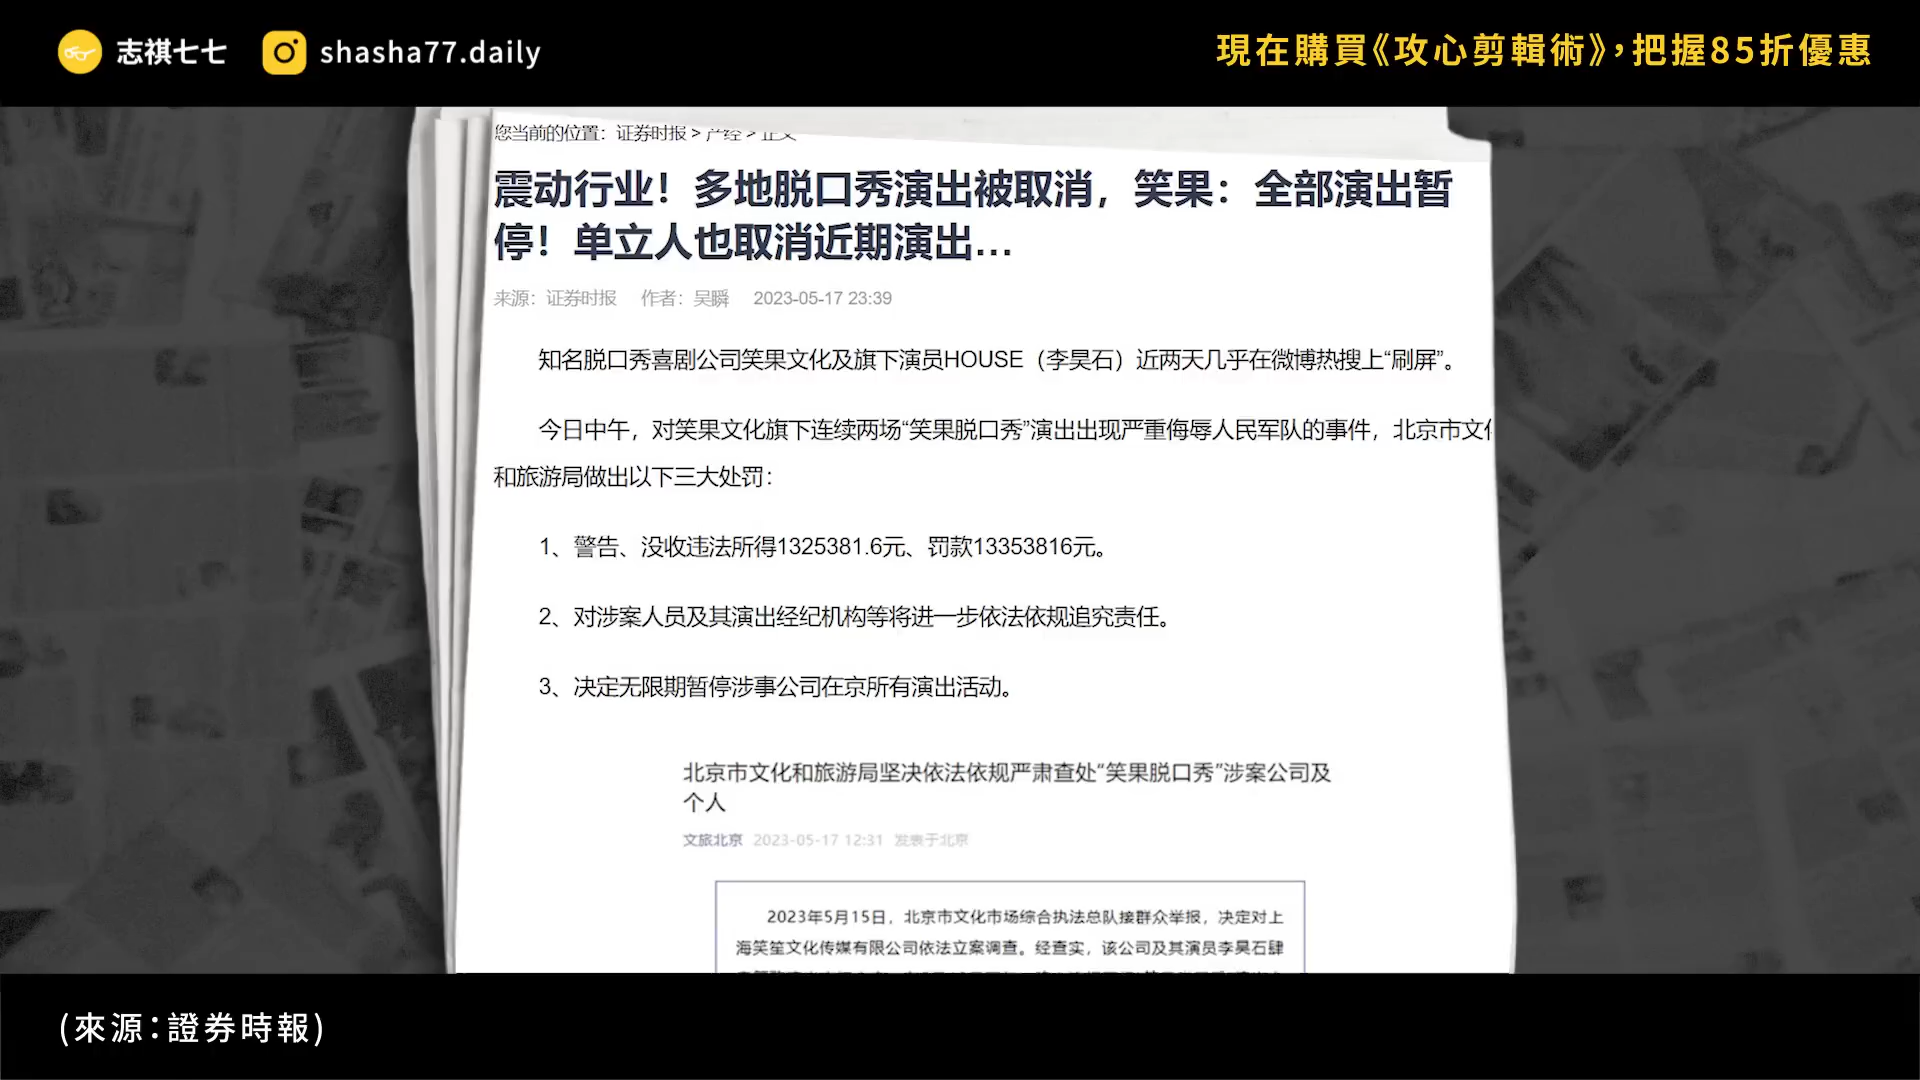 志祺七七
shasha77.daily
現在購買《攻心剪輯術》，把握85折優惠
您当前的位置：证券时报 > 产经 > 正文
震动行业！多地脱口秀演出被取消，笑果：全部演出暂
停！单立人也取消近期演出...
来源：证券时报 作者：吴瞬 2023-05-17 23:39
知名脱口秀喜剧公司笑果文化及旗下演员HOUSE（李昊石）近两天几乎在微博热搜上“刷屏”。
今日中午，对笑果文化旗下连续两场“笑果脱口秀”演出出现严重侮辱人民军队的事件，北京市文
和旅游局做出以下三大处罚：
1、警告、没收违法所得1325381.6元、罚款13353816元。
2、对涉案人员及其演出经纪机构等将进一步依法依规追究责任。
3、决定无限期暂停涉事公司在京所有演出活动。
北京市文化和旅游局坚决依法依规严肃查处“笑果脱口秀”涉案公司及
个人
文旅北京 2023-05-17 12:31 发表于北京
2023年5月15日，北京市文化市场综合执法总队接群众举报，决定对上
海笑笙文化传媒有限公司依法立案调查。经查实，该公司及其演员李昊石肆
(來源：證券時報)